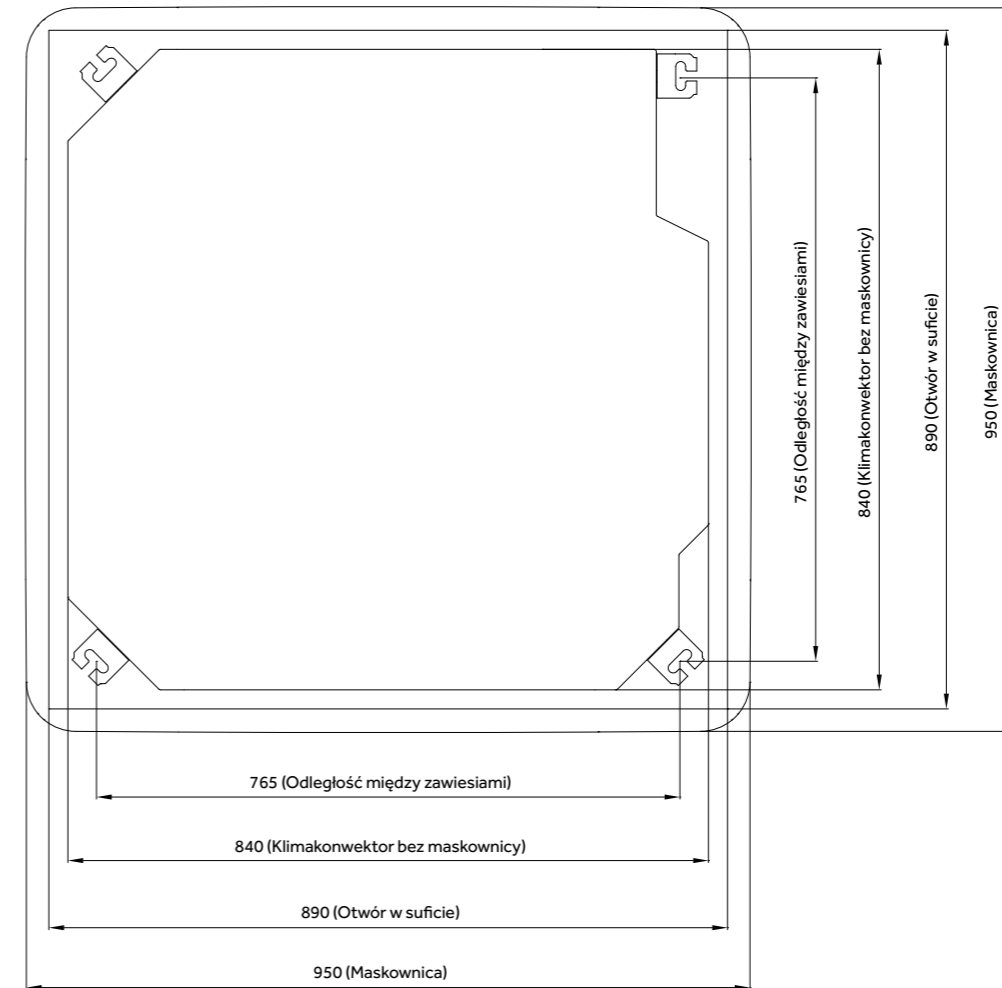 765 (Odległość między zawiesiami)
840 (Klimakonwektor bez maskownicy)
890 (Otwór w suficie)
950 (Maskownica)
765 (Odległość między zawiesiami)
840 (Klimakonwektor bez maskownicy)
890 (Otwór w suficie)
950 (Maskownica)